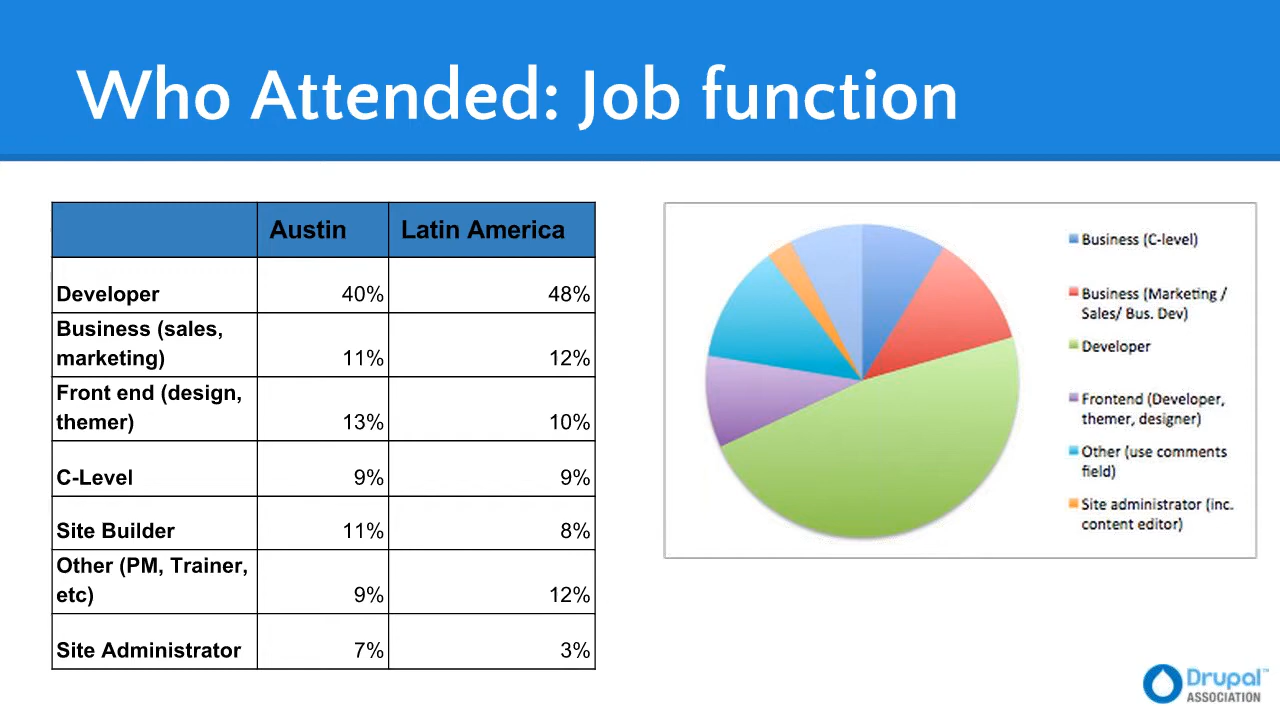 Who Attended: Job function
Austin Latin America
Developer 40% 48%
Business (sales,
marketing) 11% 12%
Front end (design,
themer) 13% 10%
C-Level 9% 9%
Site Builder 11% 8%
Other (PM, Trainer,
etc) 9% 12%
Site Administrator 7% 3%
Business (C-level)
Business (Marketing /
Sales/ Bus. Dev)
Developer
Frontend (Developer,
themer, designer)
Other (use comments
field)
Site administrator (inc.
content editor)
Drupal™
ASSOCIATION